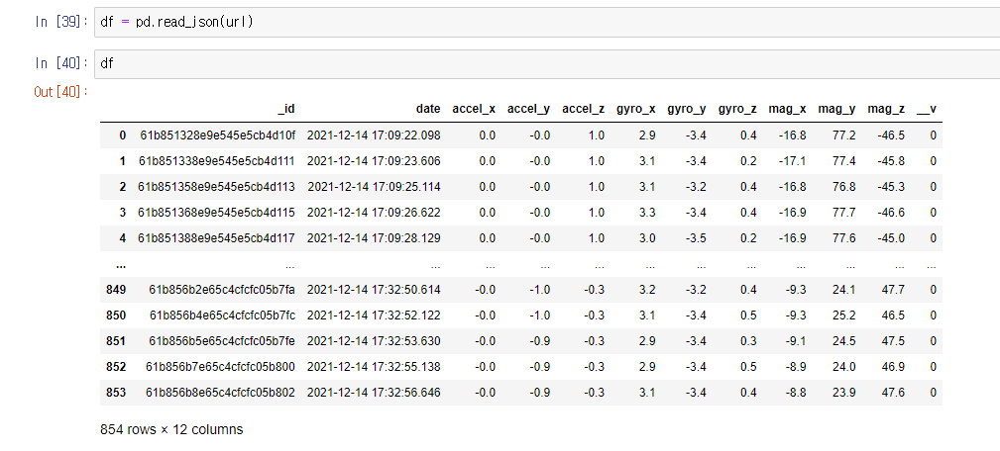 In [39]: df = pd.read_json(url)
In [40]: df
Out[40]:
_id date accel_x accel_y accel_z gyro_x gyro_y gyro_z mag_x mag_y mag_z __v
0 61b851328e9e545e5cb4d10f 2021-12-14 17:09:22.098 0.0 -0.0 1.0 2.9 -3.4 0.4 -16.8 77.2 -46.5 0
1 61b851338e9e545e5cb4d111 2021-12-14 17:09:23.606 0.0 -0.0 1.0 3.1 -3.4 0.2 -17.1 77.4 -45.8 0
2 61b851358e9e545e5cb4d113 2021-12-14 17:09:25.114 0.0 -0.0 1.0 3.1 -3.2 0.4 -16.8 76.8 -45.3 0
3 61b851368e9e545e5cb4d115 2021-12-14 17:09:26.622 0.0 -0.0 1.0 3.3 -3.4 0.4 -16.9 77.7 -46.6 0
4 61b851388e9e545e5cb4d117 2021-12-14 17:09:28.129 0.0 -0.0 1.0 3.0 -3.5 0.2 -16.9 77.6 -45.0 0
... ... ... ... ... ... ... ... ... ... ... ... ...
849 61b856b2e65c4cfcfc05b7fa 2021-12-14 17:32:50.614 -0.0 -1.0 -0.3 3.2 -3.2 0.4 -9.3 24.1 47.7 0
850 61b856b4e65c4cfcfc05b7fc 2021-12-14 17:32:52.122 -0.0 -1.0 -0.3 3.1 -3.4 0.5 -9.3 25.2 46.5 0
851 61b856b5e65c4cfcfc05b7fe 2021-12-14 17:32:53.630 -0.0 -0.9 -0.3 2.9 -3.4 0.3 -9.1 24.5 47.5 0
852 61b856b7e65c4cfcfc05b800 2021-12-14 17:32:55.138 -0.0 -0.9 -0.3 2.9 -3.4 0.5 -8.9 24.0 46.9 0
853 61b856b8e65c4cfcfc05b802 2021-12-14 17:32:56.646 -0.0 -0.9 -0.3 3.1 -3.4 0.4 -8.8 23.9 47.6 0
854 rows × 12 columns